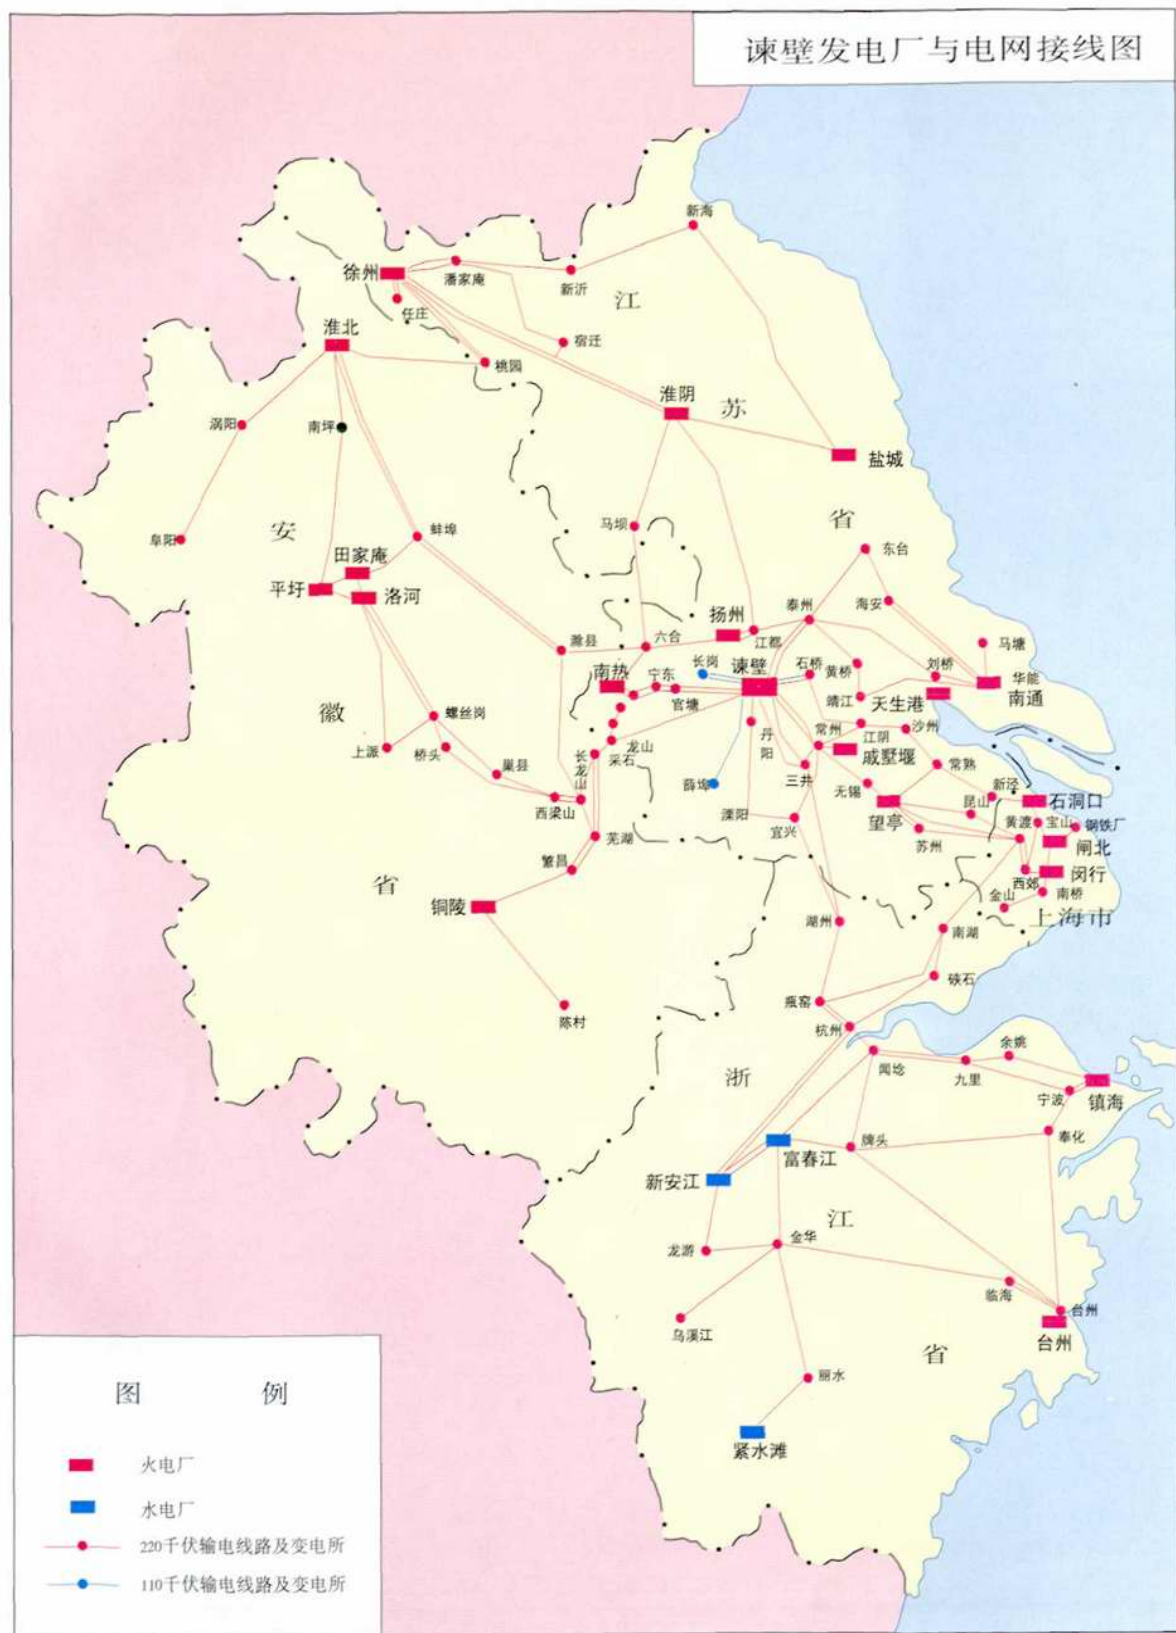 谏壁发电厂与电网接线图
新海
徐州
潘家庵
新沂
江
任庄
淮北
宿迁
桃园
淮阴
苏
涡阳
南坪
盐城
马坝
省
安
蚌埠
阜阳
东台
田家庵
平圩
洛河
泰州
海安
扬州
江都
滁县
六合
马塘
长岗
谏壁
石桥
黄桥
刘桥
华能
南通
南热
宁东
官塘
靖江
天生港
徽
螺丝岗
上派
桥头
龙山
采石
长龙山
丹阳
常州
江阴
沙州
戚墅堰
三井
常熟
巢县
薛埠
无锡
新泾
石洞口
西梁山
溧阳
宜兴
望亭
昆山
黄渡
宝山
钢铁厂
芜湖
苏州
闸北
繁昌
省
西郊
闵行
铜陵
金山
南桥
上海市
湖州
南湖
硖石
陈村
瓶窑
杭州
浙
闻埝
余姚
九里
宁波
镇海
富春江
牌头
奉化
新安江
江
龙游
金华
临海
台州
台州
乌溪江
省
丽水
紧水滩
图 例
火电厂
水电厂
220千伏输电线路及变电所
110千伏输电线路及变电所